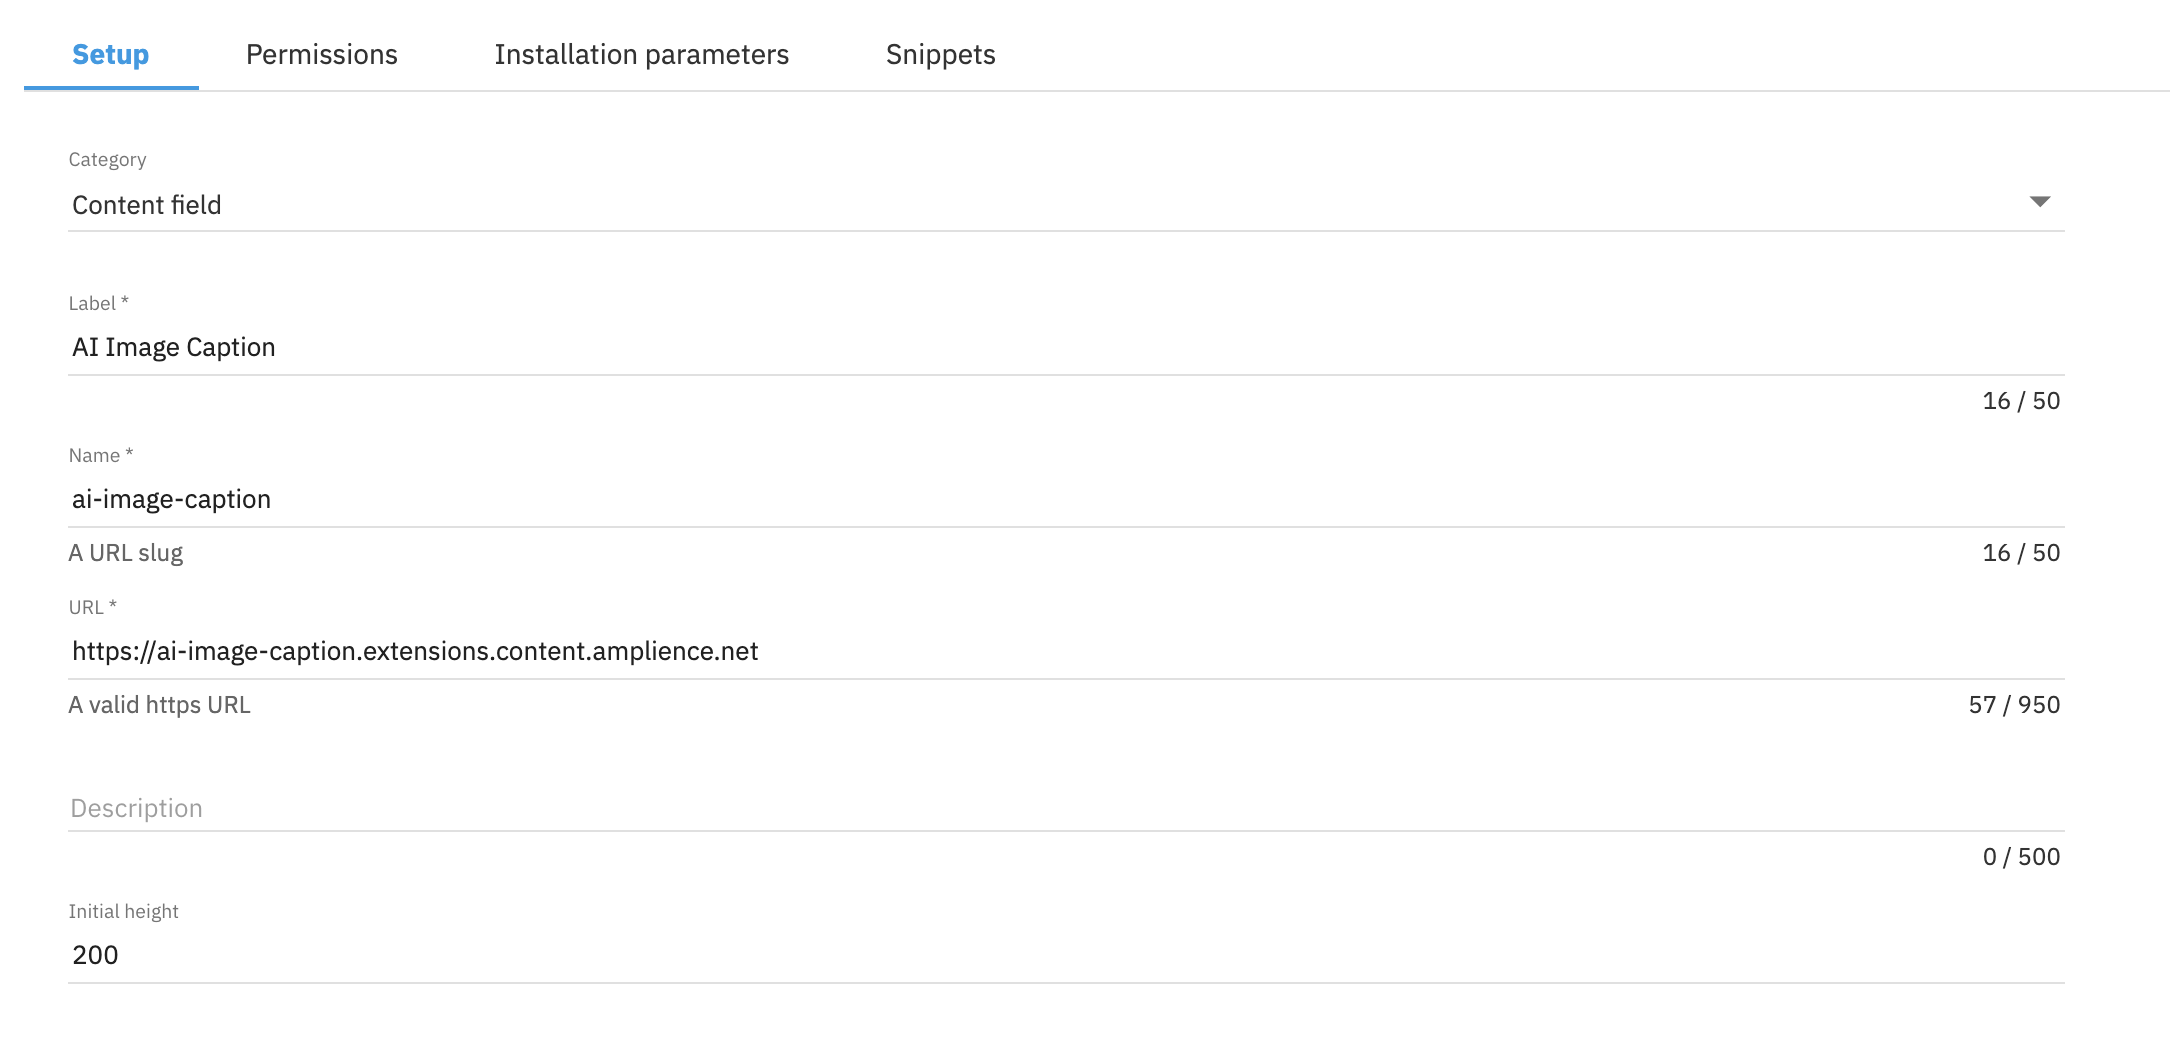 Setup Permissions Installation parameters Snippets
Category
Content field
Label *
AI Image Caption
16 / 50
Name *
ai-image-caption
A URL slug 16 / 50
URL *
https://ai-image-caption.extensions.content.amplience.net
A valid https URL 57 / 950
Description
0 / 500
Initial height
200